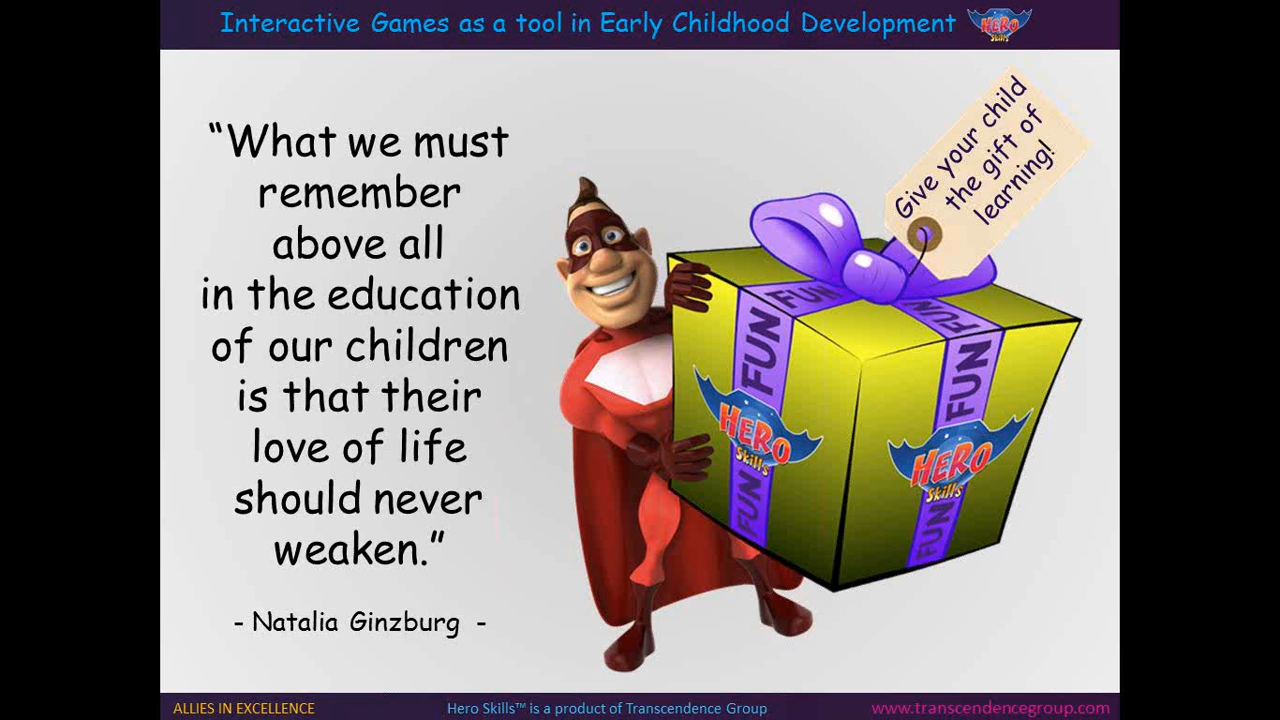 Interactive Games as a tool in Early Childhood Development
HERO
Skills
“What we must
remember
above all
in the education
of our children
is that their
love of life
should never
weaken.”
- Natalia Ginzburg -
Give your child
the gift of
learning!
FUN
FUN
FUN
FUN
HERO
Skills
HERO
Skills
FUN
FUN
ALLIES IN EXCELLENCE
Hero Skills™ is a product of Transcendence Group
www.transcendencegroup.com